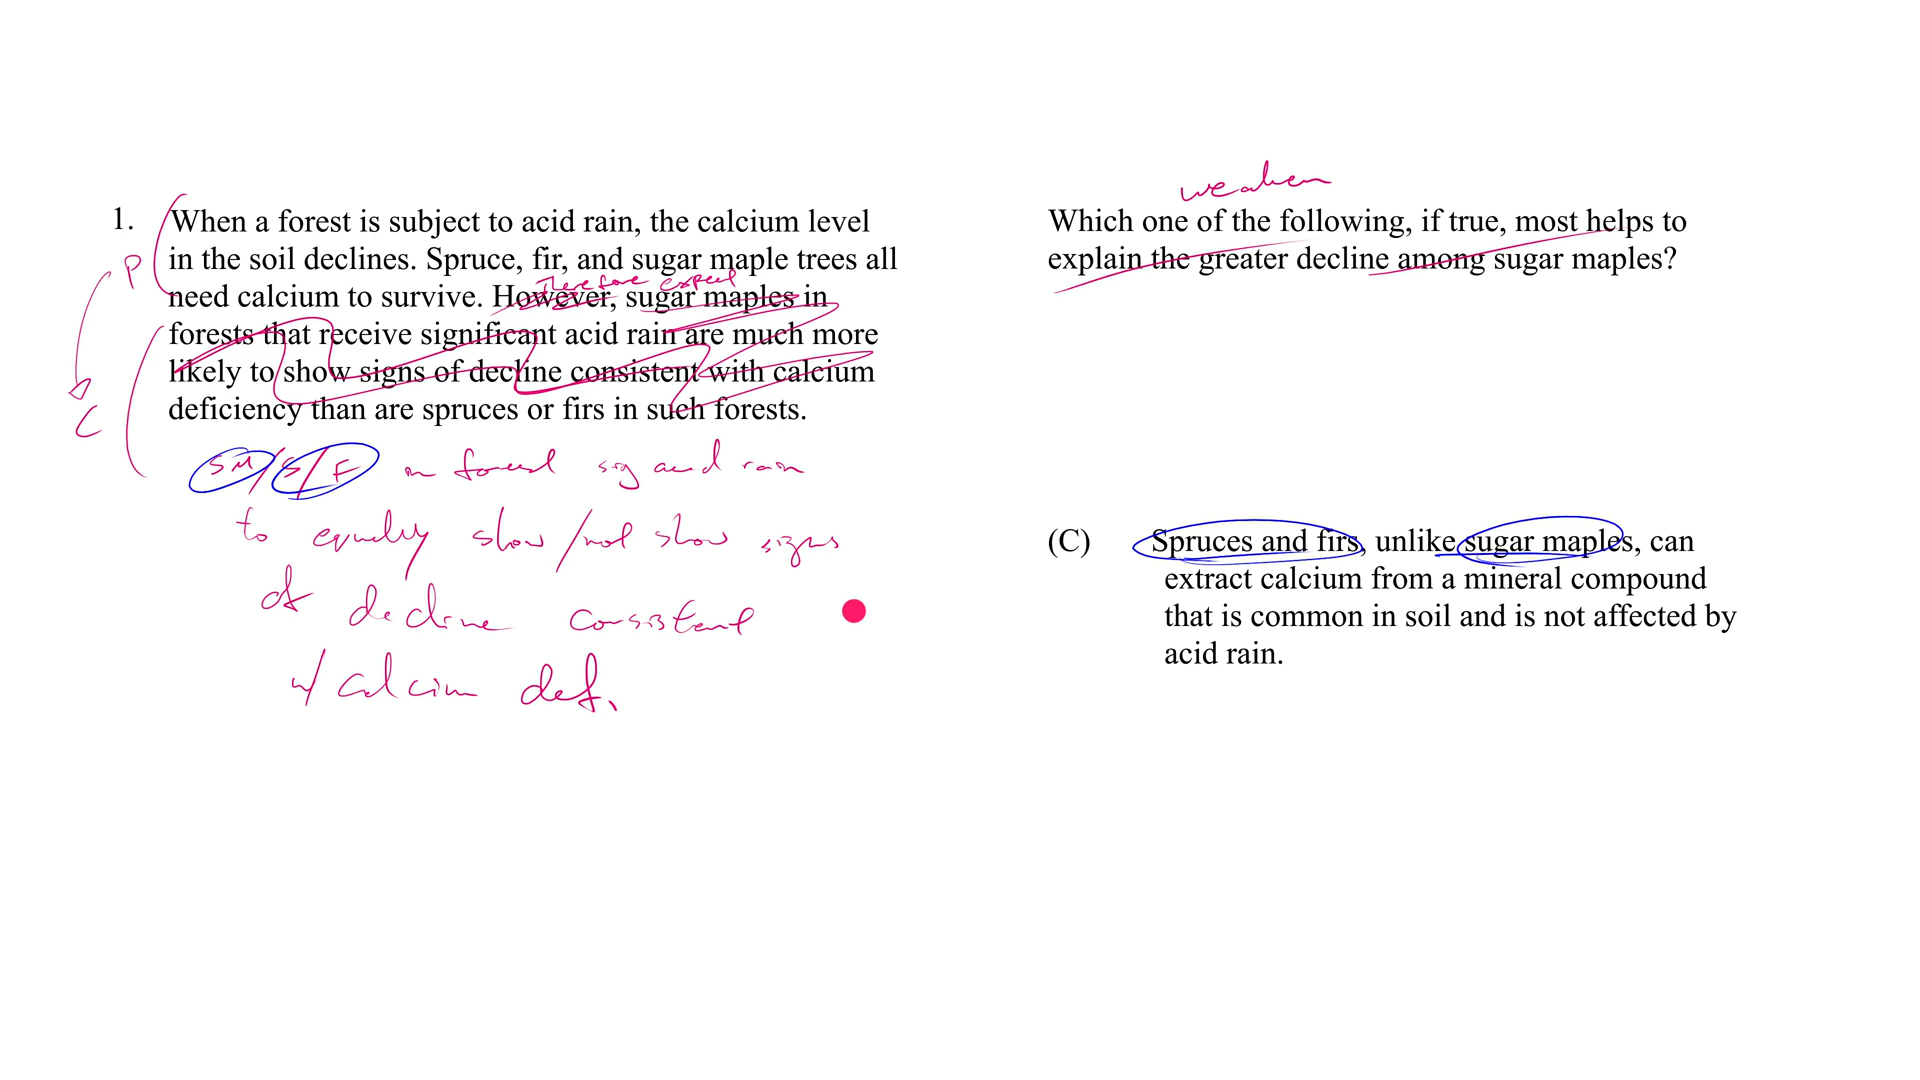 weaken
1. When a forest is subject to acid rain, the calcium level
in the soil declines. Spruce, fir, and sugar maple trees all
P
therefore expect
need calcium to survive. However, sugar maples in
forests that receive significant acid rain are much more
likely to show signs of decline consistent with calcium
deficiency than are spruces or firs in such forests.
C
SM/S/F in forest sig acid rain
to equally show/not show signs
of decline consistent
w/ calcium def.
Which one of the following, if true, most helps to
explain the greater decline among sugar maples?
(C) Spruces and firs, unlike sugar maples, can
extract calcium from a mineral compound
that is common in soil and is not affected by
acid rain.